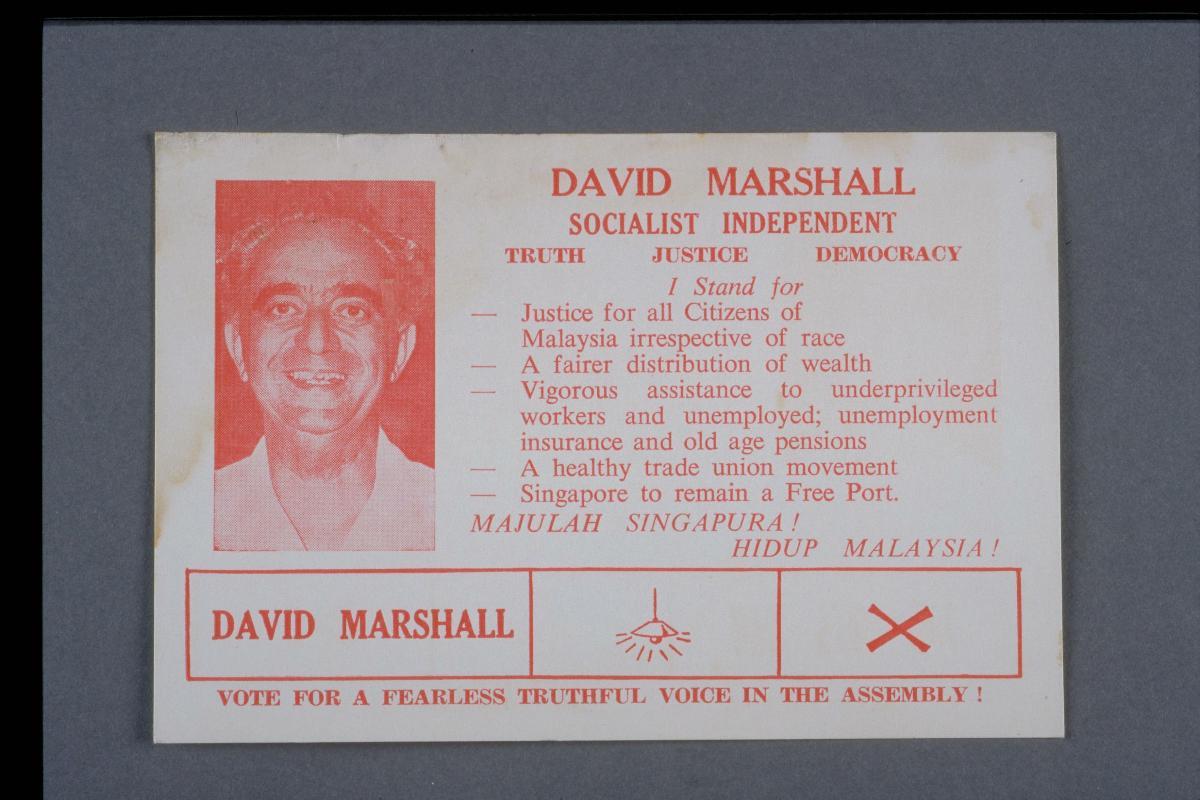 DAVID MARSHALL
SOCIALIST INDEPENDENT
TRUTH JUSTICE DEMOCRACY
I Stand for
— Justice for all Citizens of
Malaysia irrespective of race
— A fairer distribution of wealth
— Vigorous assistance to underprivileged
workers and unemployed; unemployment
insurance and old age pensions
— A healthy trade union movement
— Singapore to remain a Free Port.
MAJULAH SINGAPURA!
HIDUP MALAYSIA!
DAVID MARSHALL X
VOTE FOR A FEARLESS TRUTHFUL VOICE IN THE ASSEMBLY!